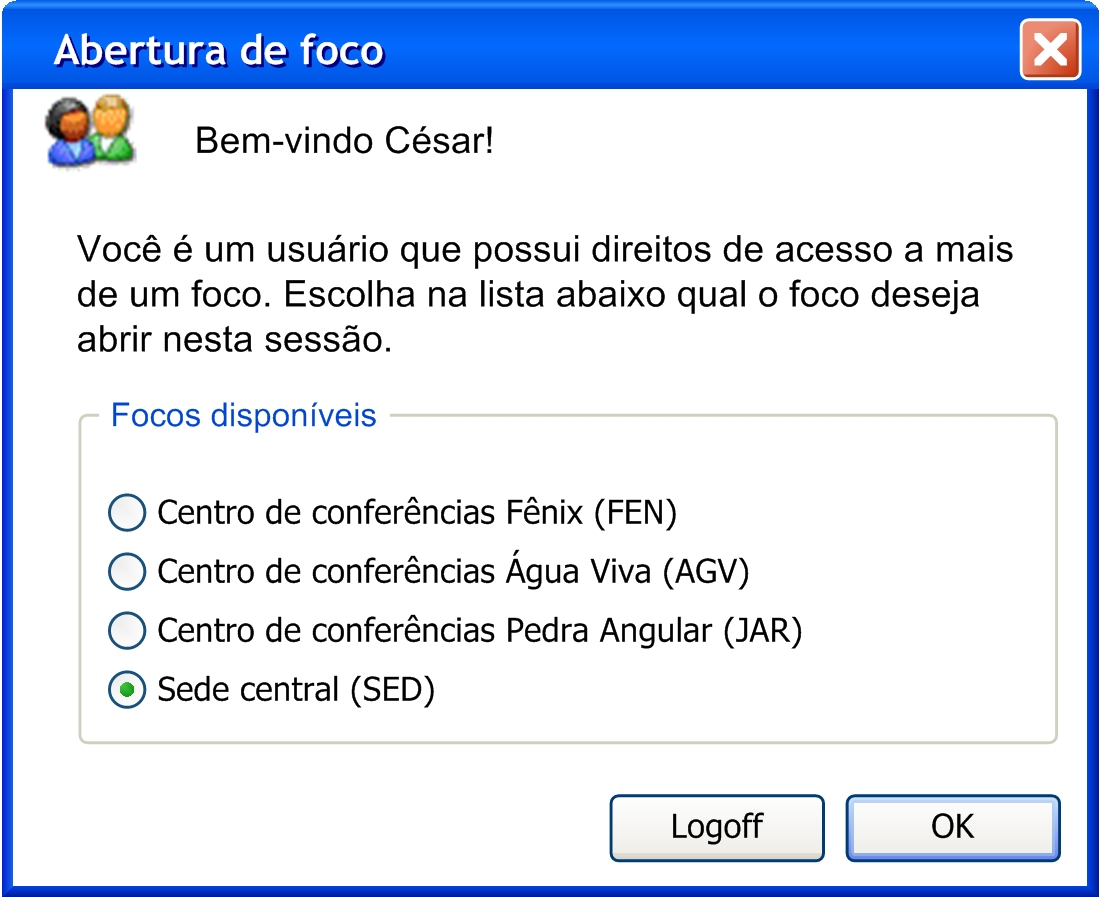 Abertura de foco
Bem-vindo César!
Você é um usuário que possui direitos de acesso a mais
de um foco. Escolha na lista abaixo qual o foco deseja
abrir nesta sessão.
Focos disponíveis
Centro de conferências Fênix (FEN)
Centro de conferências Água Viva (AGV)
Centro de conferências Pedra Angular (JAR)
Sede central (SED)
Logoff
OK